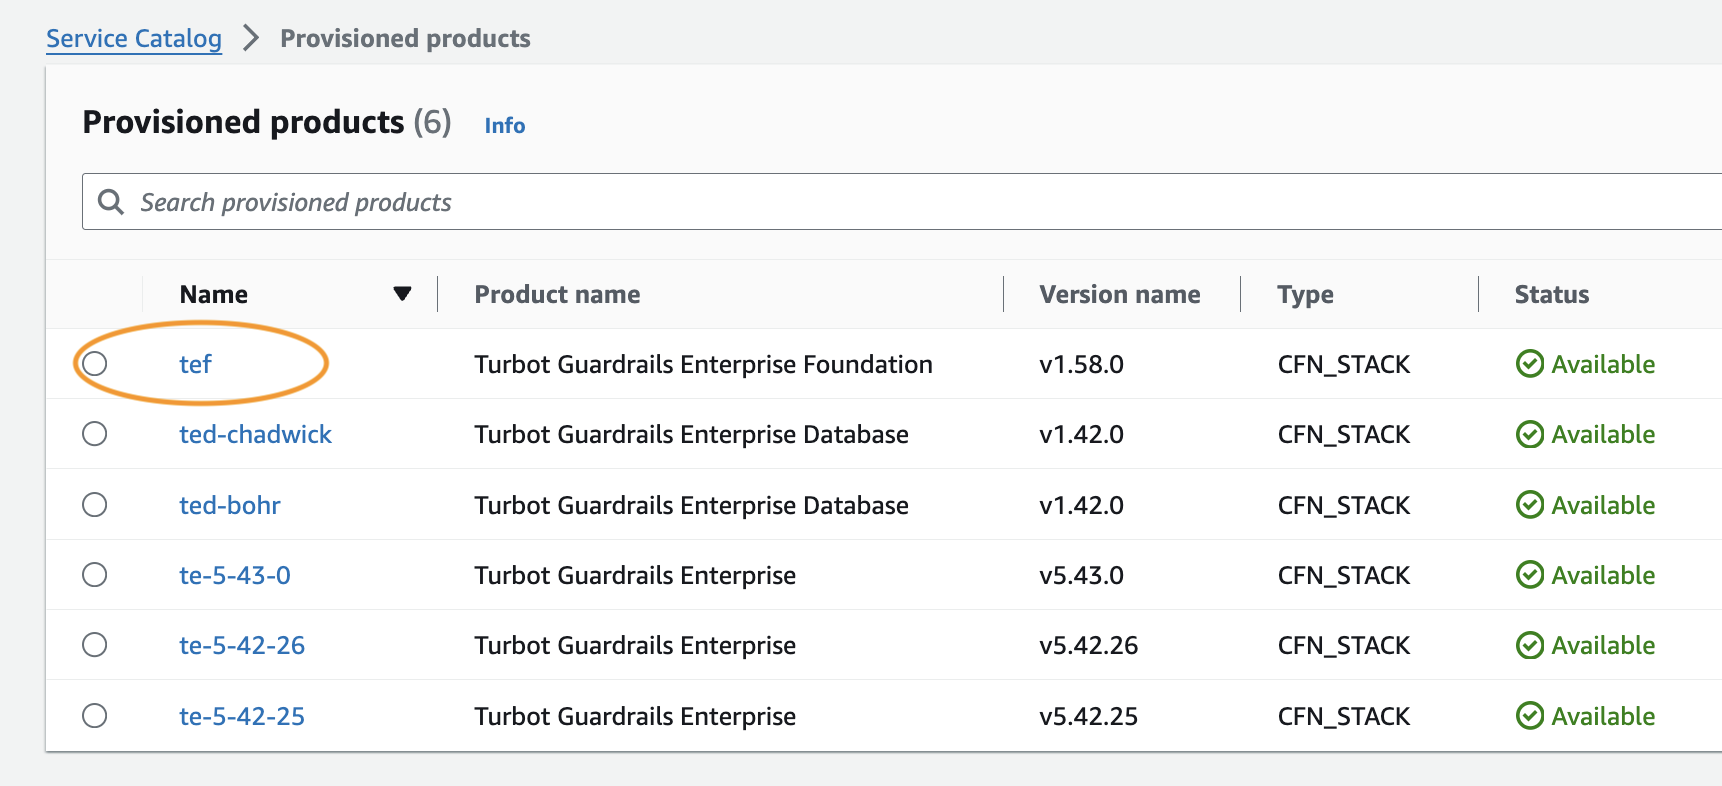 Service Catalog > Provisioned products
Provisioned products (6) Info
Search provisioned products
Name Product name Version name Type Status
tef Turbot Guardrails Enterprise Foundation v1.58.0 CFN_STACK Available
ted-chadwick Turbot Guardrails Enterprise Database v1.42.0 CFN_STACK Available
ted-bohr Turbot Guardrails Enterprise Database v1.42.0 CFN_STACK Available
te-5-43-0 Turbot Guardrails Enterprise v5.43.0 CFN_STACK Available
te-5-42-26 Turbot Guardrails Enterprise v5.42.26 CFN_STACK Available
te-5-42-25 Turbot Guardrails Enterprise v5.42.25 CFN_STACK Available